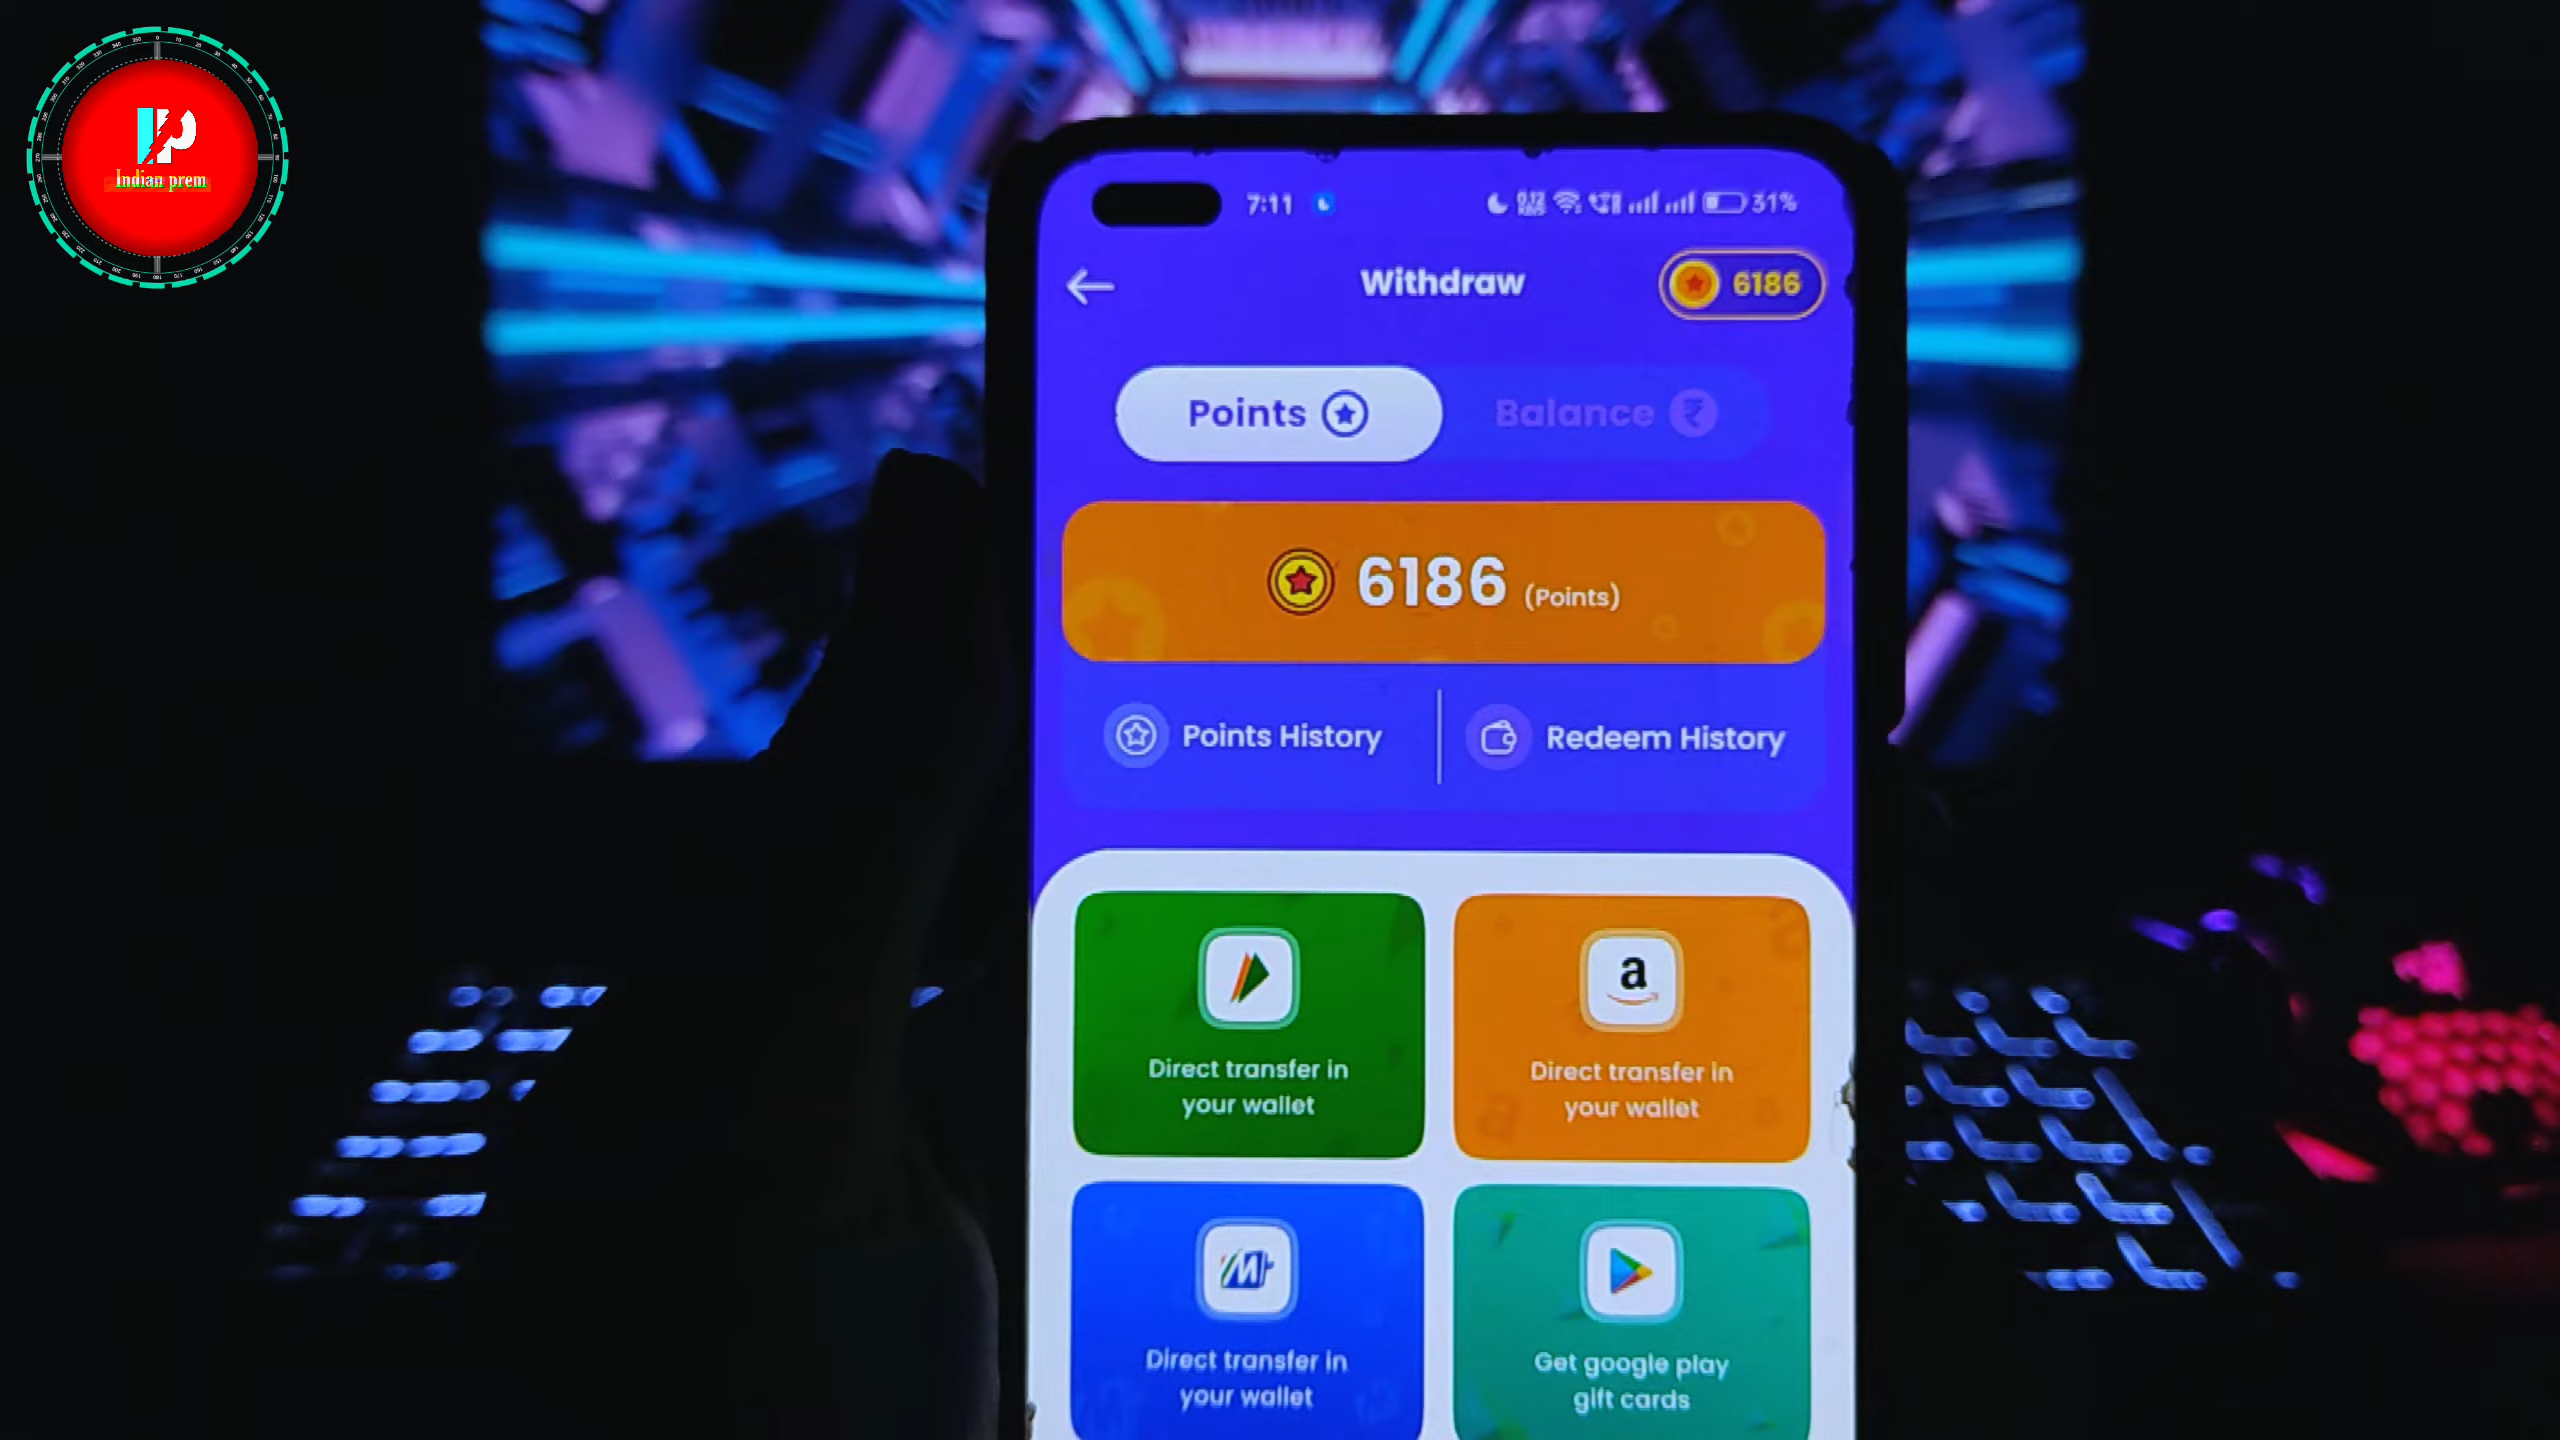 Indian prem
7:11
31%
Withdraw
6186
Points
Balance
6186 (Points)
Points History
Redeem History
Direct transfer in
your wallet
a
Direct transfer in
your wallet
Direct transfer in
your wallet
Get google play
gift cards